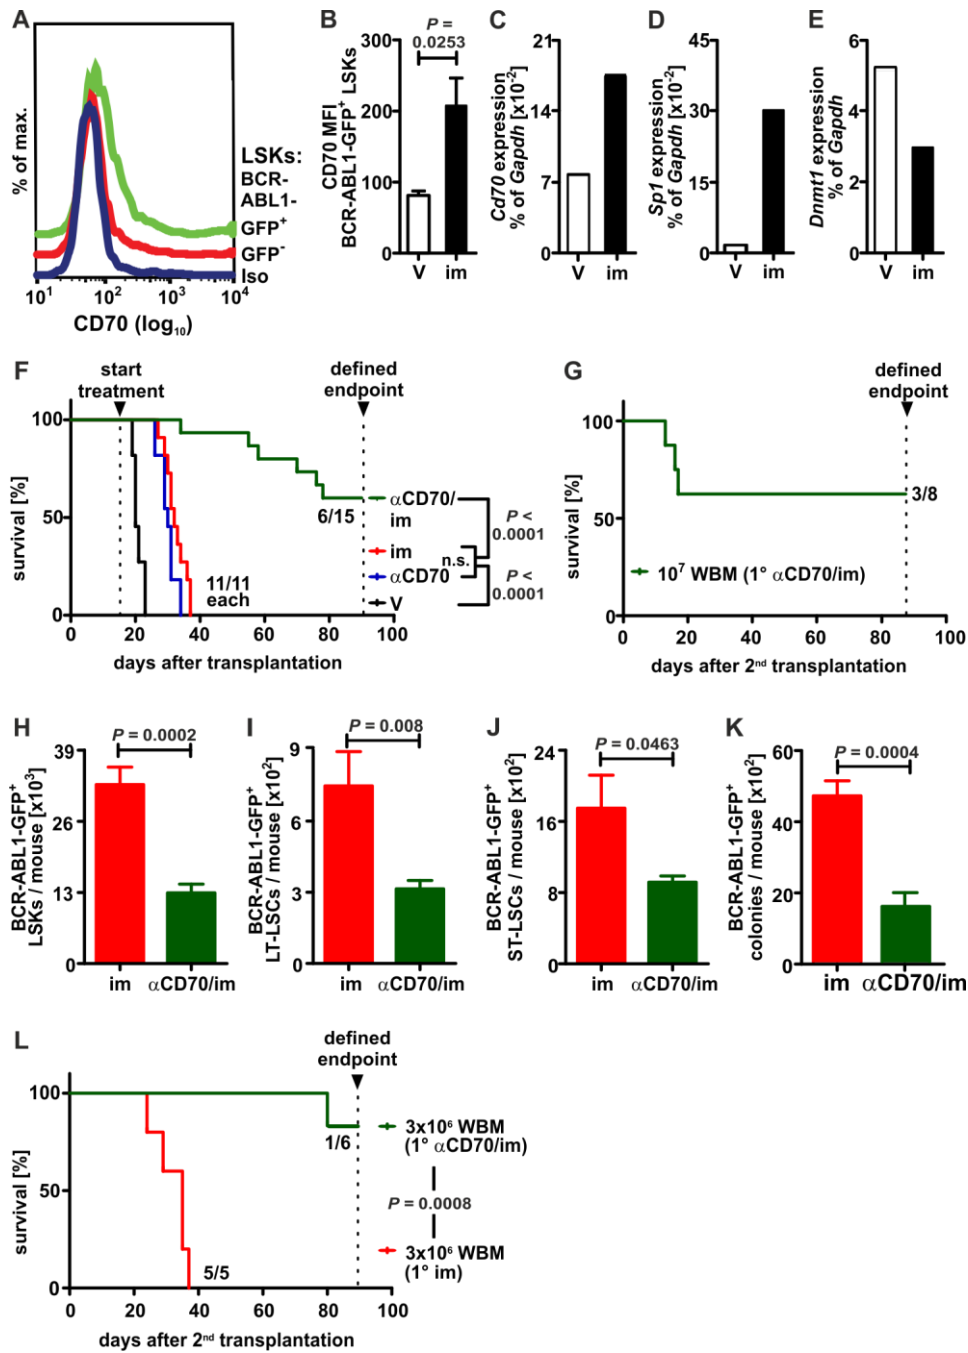 A
% of max.
LSKs:
BCR-
ABL1-
GFP⁺
GFP⁻
Iso
10¹ 10² 10³ 10⁴
CD70 (log₁₀)
B
P =
0.0253
CD70 MFI
BCR-ABL1-GFP⁺ LSKs
300
200
100
0
V im
C
Cd70 expression
% of Gapdh [x10⁻²]
21
14
7
0
V im
D
Sp1 expression
% of Gapdh [x10⁻²]
45
30
15
0
V im
E
Dnmt1 expression
% of Gapdh
6
4
2
0
V im
F
start
treatment
defined
endpoint
survival [%]
100
50
0
0 20 40 60 80 100
days after transplantation
11/11
each
6/15
αCD70/
im
im
αCD70
V
n.s.
P <
0.0001
P <
0.0001
G
defined
endpoint
survival [%]
100
50
0
3/8
10⁷ WBM (1° αCD70/im)
0 20 40 60 80 100
days after 2ⁿᵈ transplantation
H
P = 0.0002
BCR-ABL1-GFP⁺
LSKs / mouse [x10³]
39
26
13
0
im αCD70/im
I
P = 0.008
BCR-ABL1-GFP⁺
LT-LSCs / mouse [x10²]
9
6
3
0
im αCD70/im
J
P = 0.0463
BCR-ABL1-GFP⁺
ST-LSCs / mouse [x10²]
24
16
8
0
im αCD70/im
K
P = 0.0004
BCR-ABL1-GFP⁺
colonies / mouse [x10²]
60
40
20
0
im αCD70/im
L
defined
endpoint
survival [%]
100
50
0
1/6
5/5
3x10⁶ WBM
(1° αCD70/im)
P = 0.0008
3x10⁶ WBM
(1° im)
0 20 40 60 80 100
days after 2ⁿᵈ transplantation